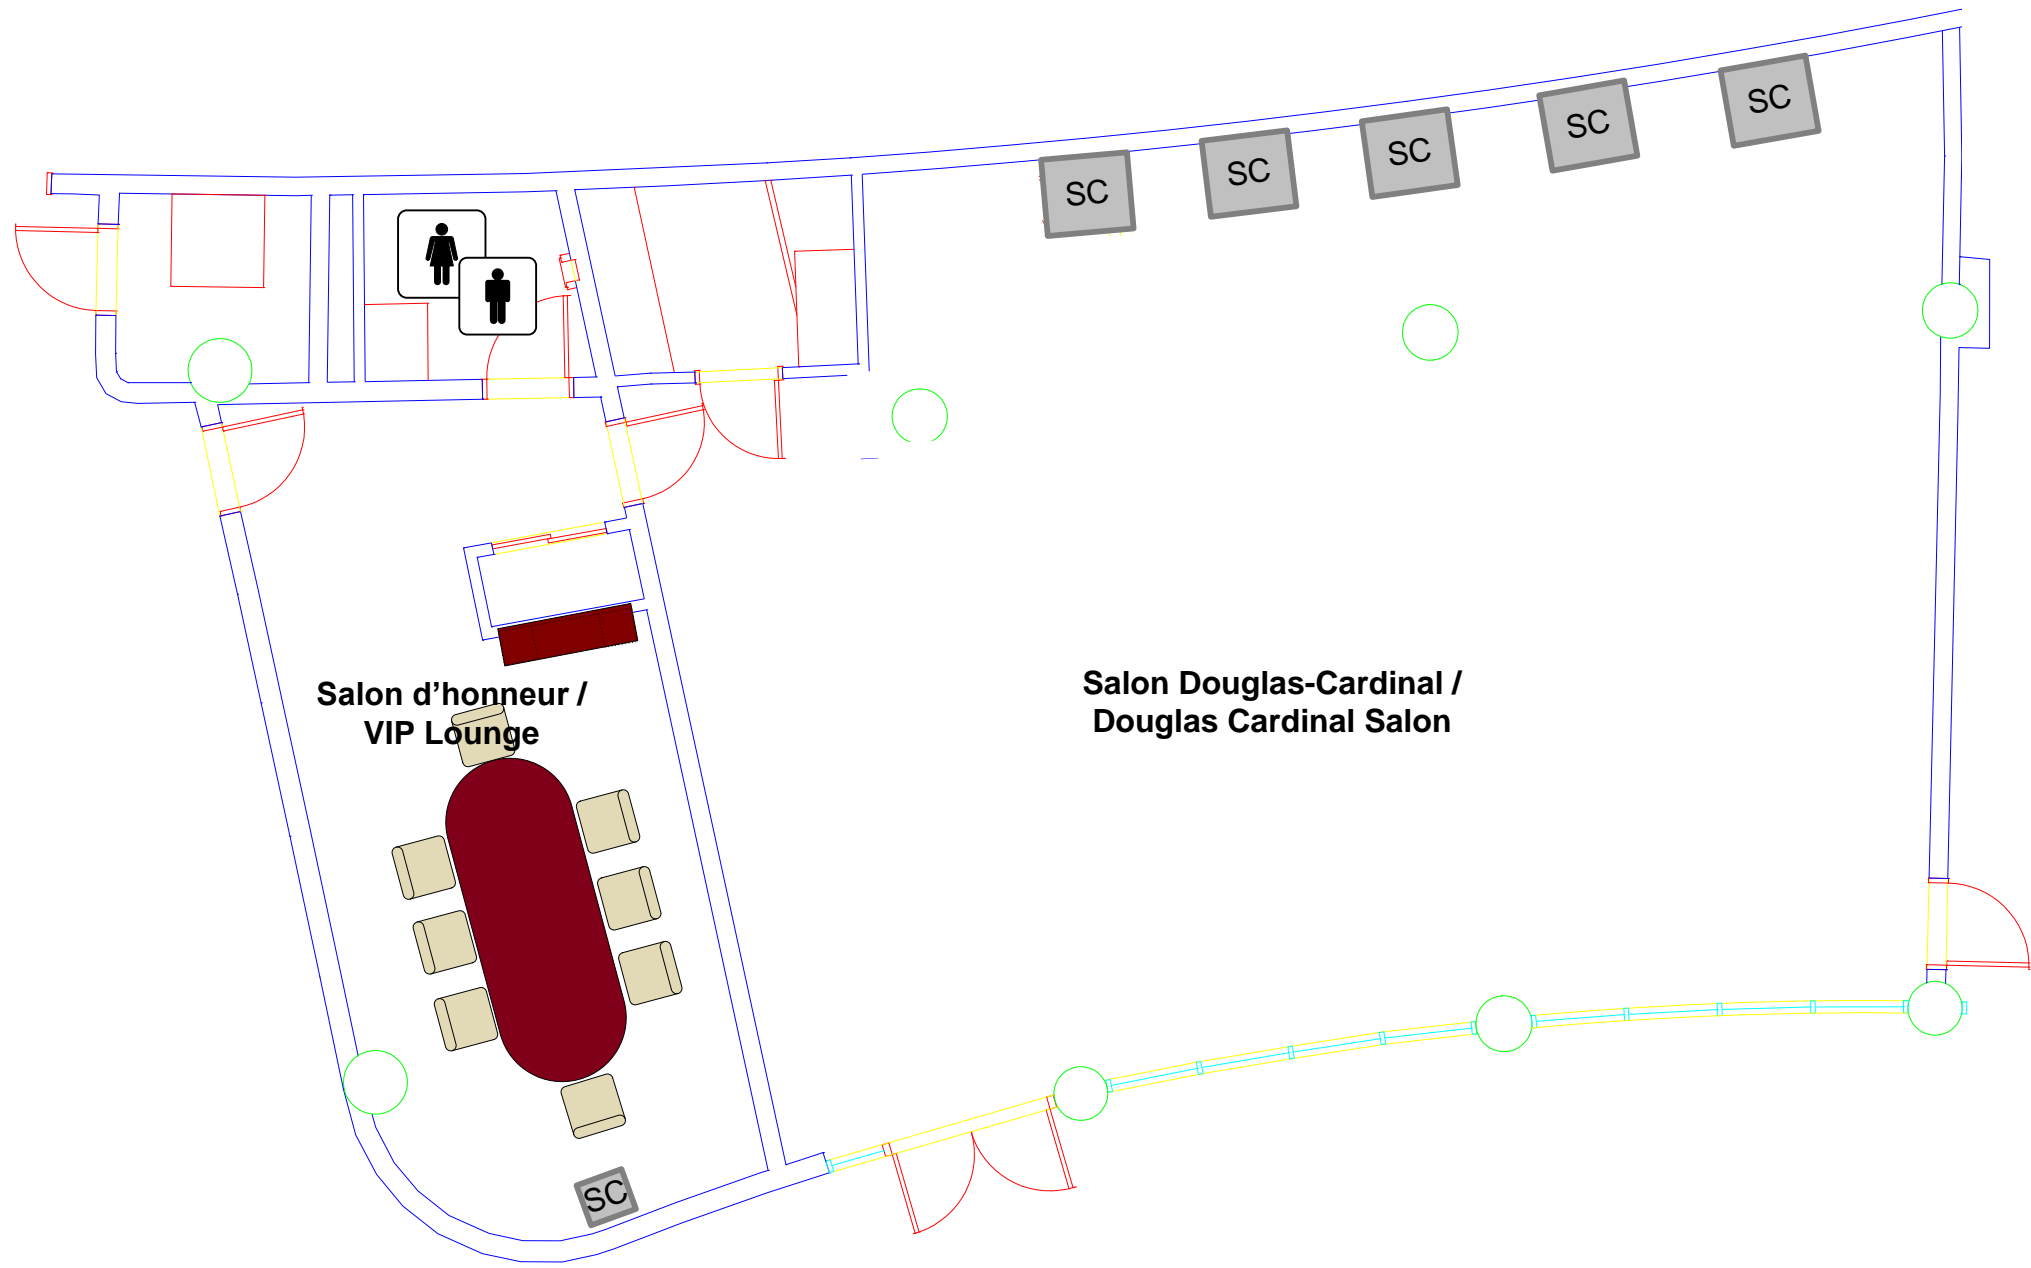 SC
SC
SC
SC
SC
Salon d’honneur /
VIP Lounge
Salon Douglas-Cardinal /
Douglas Cardinal Salon
SC